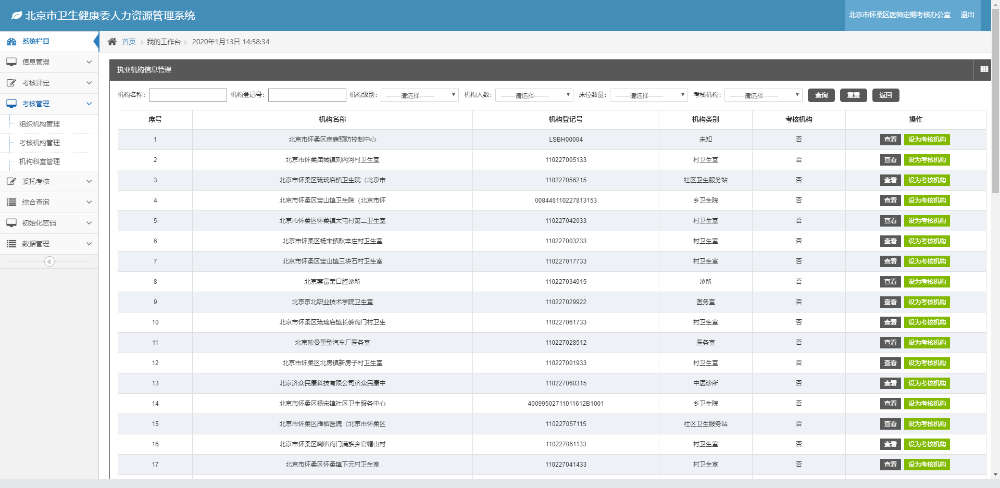 北京市卫生健康委人力资源管理系统
北京市怀柔区医师定期考核办公室 退出
系统栏目
信息管理
考核评定
考核管理
组织机构管理
考核机构管理
机构科室管理
委托考核
综合查询
初始化密码
数据管理
首页 > 我的工作台 > 2020年1月13日 14:58:34
执业机构信息管理
机构名称: 机构登记号: 机构级别: -------请选择------- 机构人数: -------请选择------- 床位数量: -------请选择------- 考核机构: -------请选择------- 查询 重置 返回
序号 机构名称 机构登记号 机构类别 考核机构 操作
1 北京市怀柔区疾病预防控制中心 LSBH00004 未知 否 查看 设为考核机构
2 北京市怀柔庙城镇刘两河村卫生室 110227005133 村卫生室 否 查看 设为考核机构
3 北京市怀柔区琉璃庙镇卫生院（北京市 110227056215 社区卫生服务站 否 查看 设为考核机构
4 北京市怀柔区宝山镇卫生院（北京市怀 008448110227813153 乡卫生院 否 查看 设为考核机构
5 北京市怀柔区怀柔镇大屯村第二卫生室 110227042033 村卫生室 否 查看 设为考核机构
6 北京市怀柔区杨宋镇耿辛庄村卫生室 110227003233 村卫生室 否 查看 设为考核机构
7 北京市怀柔区宝山镇三块石村卫生室 110227017733 村卫生室 否 查看 设为考核机构
8 北京蔡富荣口腔诊所 110227034915 诊所 否 查看 设为考核机构
9 北京京北职业技术学院卫生室 110227029922 医务室 否 查看 设为考核机构
10 北京市怀柔区琉璃庙镇长岭沟门村卫生 110227061733 村卫生室 否 查看 设为考核机构
11 北京欧曼重型汽车厂医务室 110227028512 医务室 否 查看 设为考核机构
12 北京市怀柔区北房镇新房子村卫生室 110227001933 村卫生室 否 查看 设为考核机构
13 北京济众民康科技有限公司济众民康中 110227060315 中医诊所 否 查看 设为考核机构
14 北京市怀柔区杨宋镇社区卫生服务中心 40099502711011612B1001 乡卫生院 否 查看 设为考核机构
15 北京市怀柔区雁栖医院（北京市怀柔区 110227057115 社区卫生服务站 否 查看 设为考核机构
16 北京市怀柔区喇叭沟门满族乡官帽山村 110227061133 村卫生室 否 查看 设为考核机构
17 北京市怀柔区怀柔镇下元村卫生室 110227041433 村卫生室 否 查看 设为考核机构